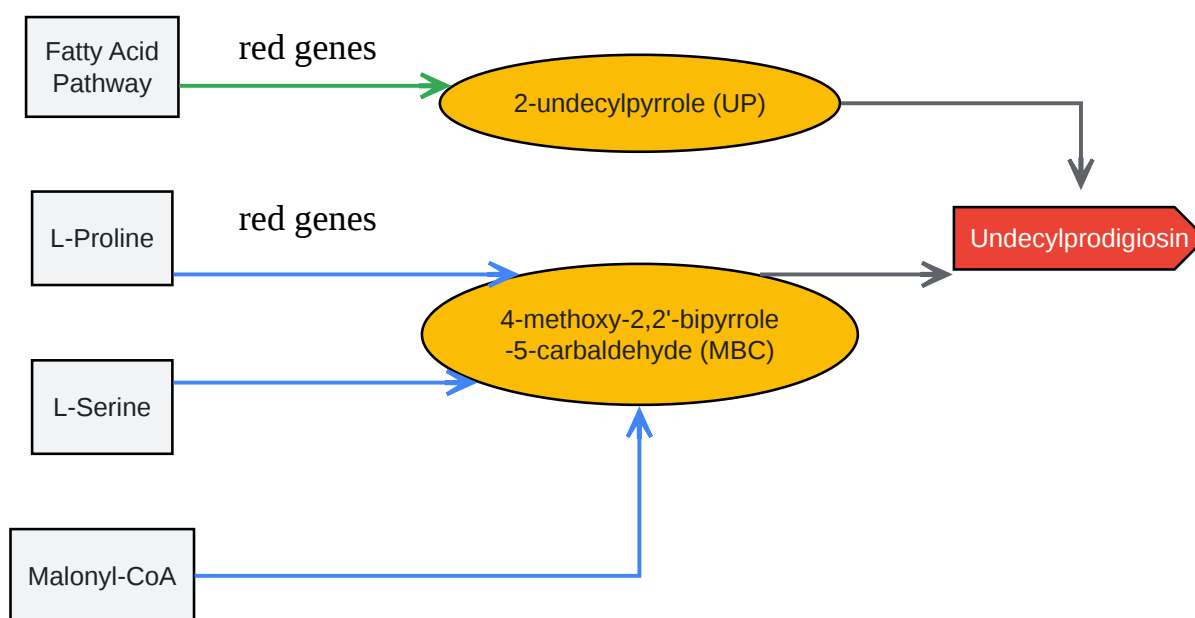 Fatty Acid
Pathway
red genes
2-undecylpyrrole (UP)
L-Proline
red genes
Undecylprodigiosin
4-methoxy-2,2'-bipyrrole
-5-carbaldehyde (MBC)
L-Serine
Malonyl-CoA